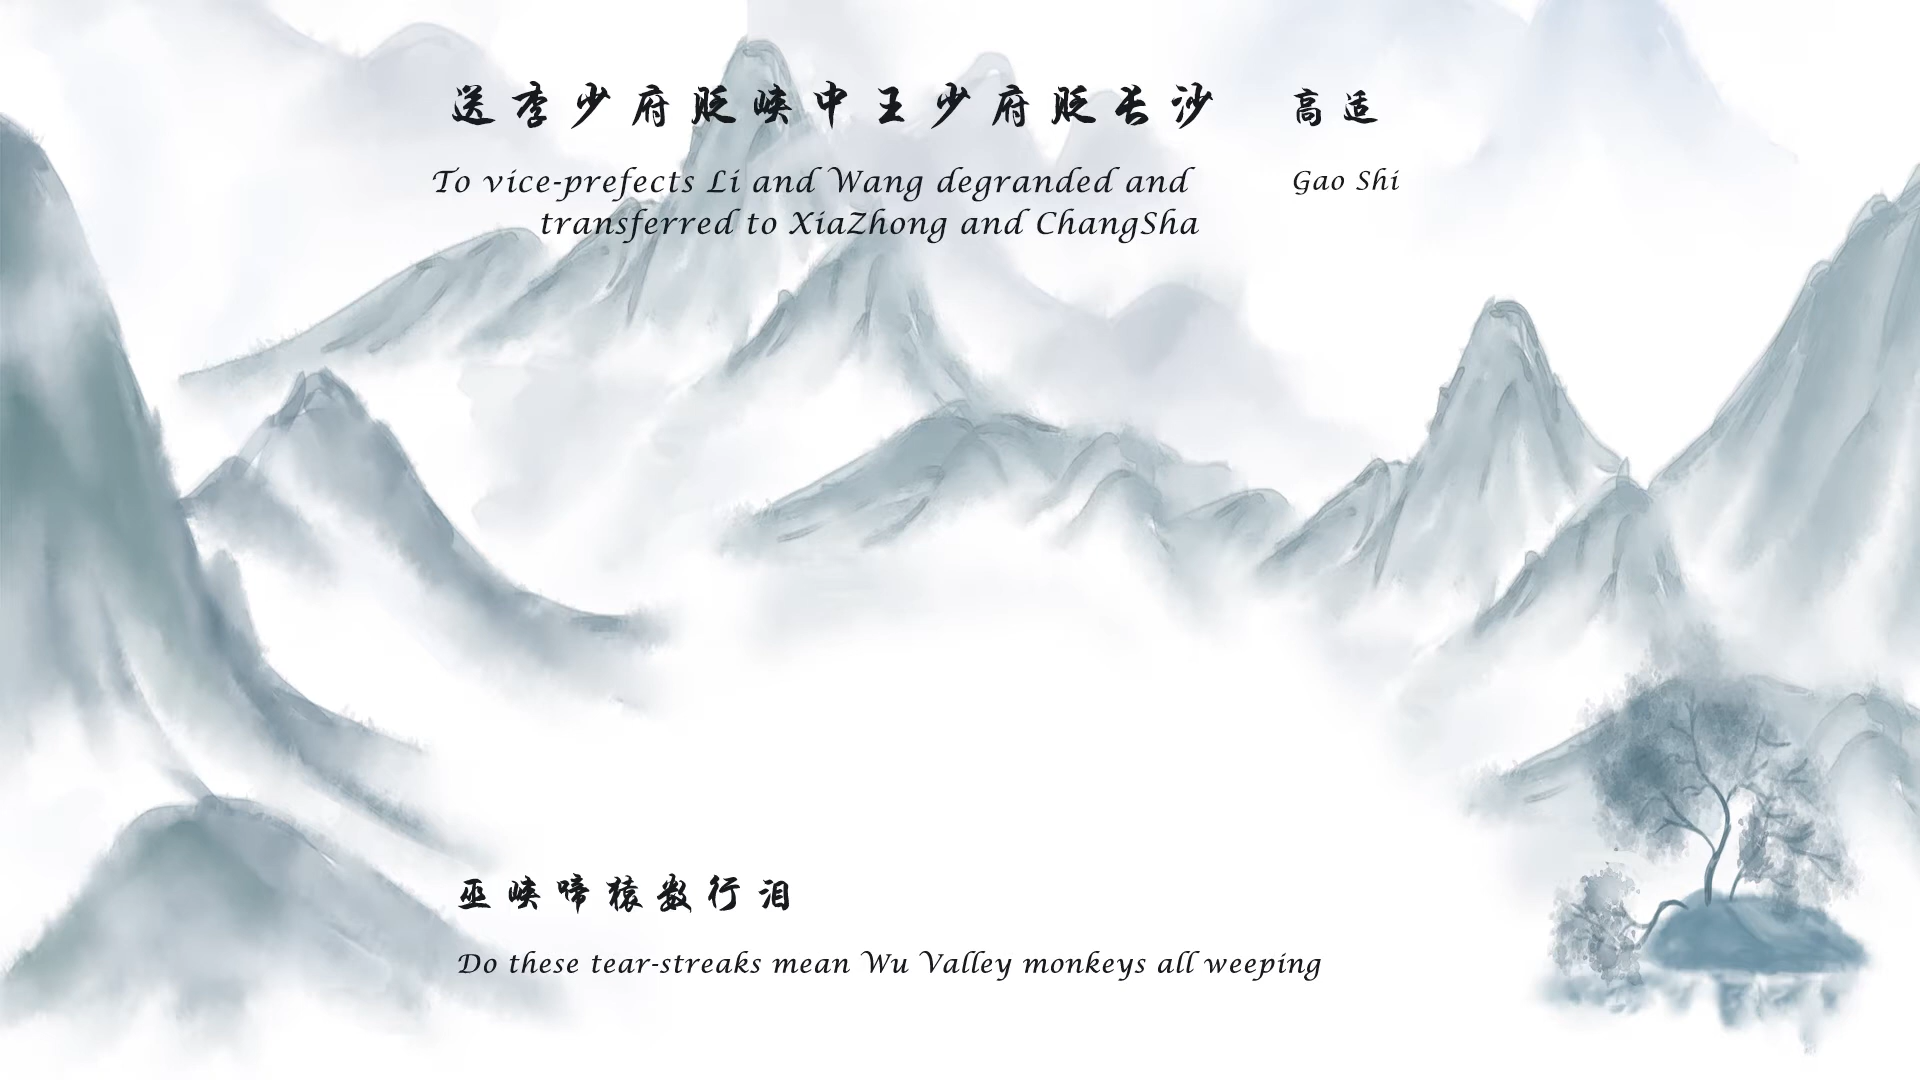 送李少府贬峡中王少府贬长沙 高适
To vice-prefects Li and Wang degranded and Gao Shi
transferred to XiaZhong and ChangSha
巫峡啼猿数行泪
Do these tear-streaks mean Wu Valley monkeys all weeping